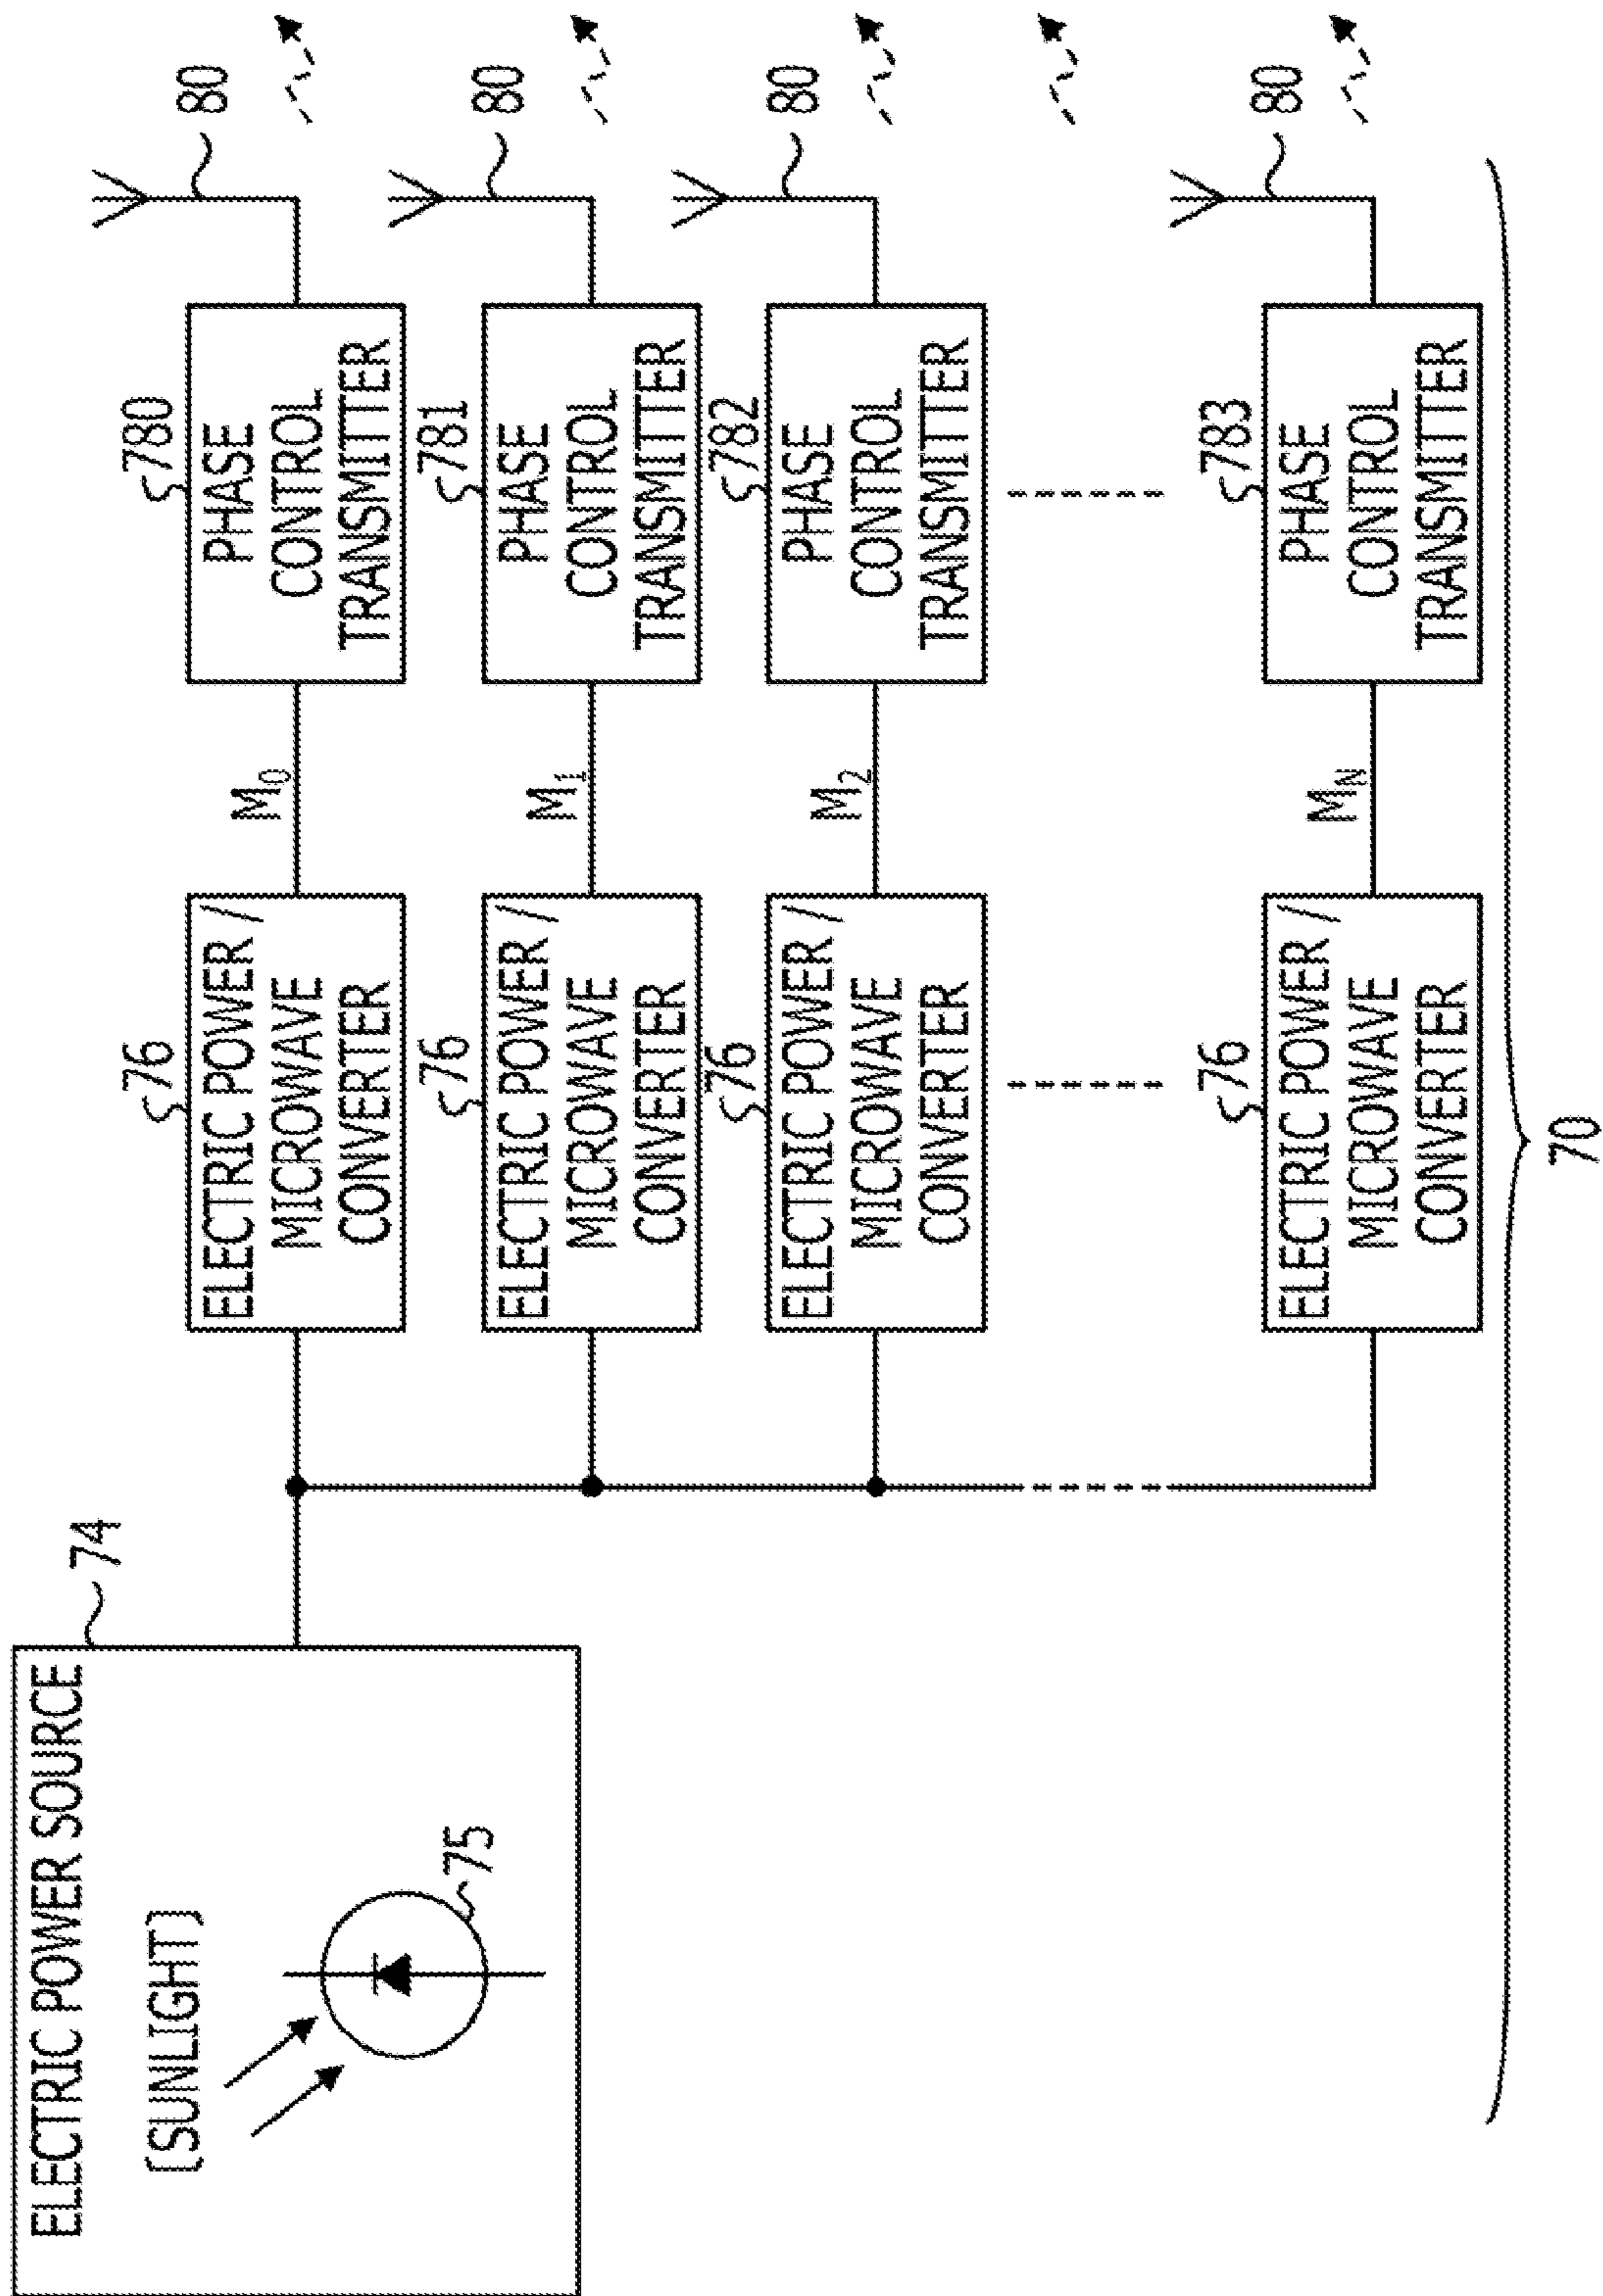 ELECTRIC POWER SOURCE
74
(SUNLIGHT)
75
76
ELECTRIC POWER /
MICROWAVE
CONVERTER
M0
780
PHASE
CONTROL
TRANSMITTER
80
76
ELECTRIC POWER /
MICROWAVE
CONVERTER
M1
781
PHASE
CONTROL
TRANSMITTER
80
76
ELECTRIC POWER /
MICROWAVE
CONVERTER
M2
782
PHASE
CONTROL
TRANSMITTER
80
76
ELECTRIC POWER /
MICROWAVE
CONVERTER
MN
783
PHASE
CONTROL
TRANSMITTER
80
70